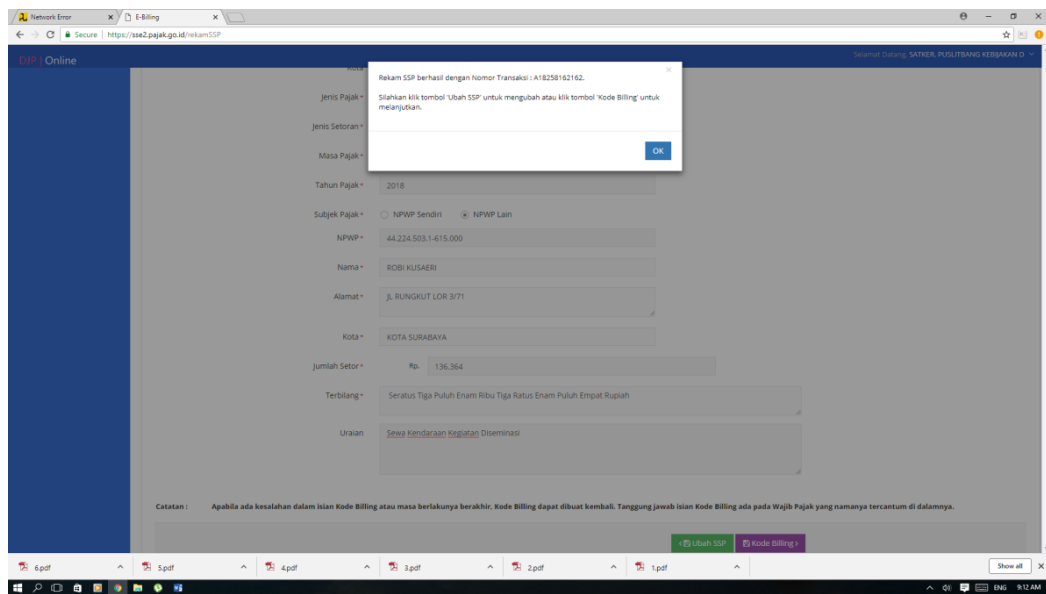 Network Error
E-Billing
Secure | https://sse2.pajak.go.id/rekamSSP
DJP | Online
Selamat Datang, SATKER. PUSLITBANG KEBIJAKAN O
Rekam SSP berhasil dengan Nomor Transaksi : A18258162162.
Silahkan klik tombol 'Ubah SSP' untuk mengubah atau klik tombol 'Kode Billing' untuk
melanjutkan.
OK
Kota
Jenis Pajak *
Jenis Setoran *
Masa Pajak *
Tahun Pajak * 2018
Subjek Pajak * NPWP Sendiri NPWP Lain
NPWP * 44.224.503.1-615.000
Nama * ROBI KUSAERI
Alamat * JL RUNGKUT LOR 3/71
Kota * KOTA SURABAYA
Jumlah Setor * Rp. 136,364
Terbilang * Seratus Tiga Puluh Enam Ribu Tiga Ratus Enam Puluh Empat Rupiah
Uraian Sewa Kendaraan Kegiatan Diseminasi
Catatan : Apabila ada kesalahan dalam isian Kode Billing atau masa berlakunya berakhir, Kode Billing dapat dibuat kembali. Tanggung jawab isian Kode Billing ada pada Wajib Pajak yang namanya tercantum di dalamnya.
Ubah SSP Kode Billing
6.pdf 5.pdf 4.pdf 3.pdf 2.pdf 1.pdf Show all
ENG 9:12 AM